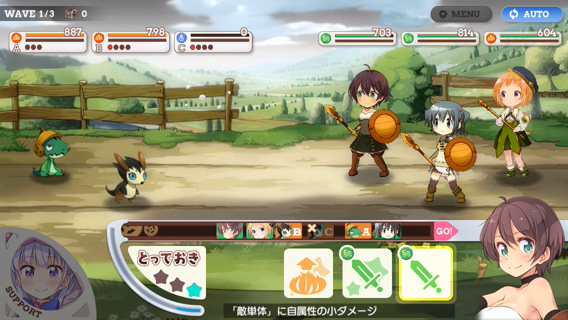 WAVE 1/3 0
MENU
AUTO
887
A
798
B
0
C
703
814
604
B C A GO!
とっておき
SUPPORT
「敵単体」に自属性の小ダメージ